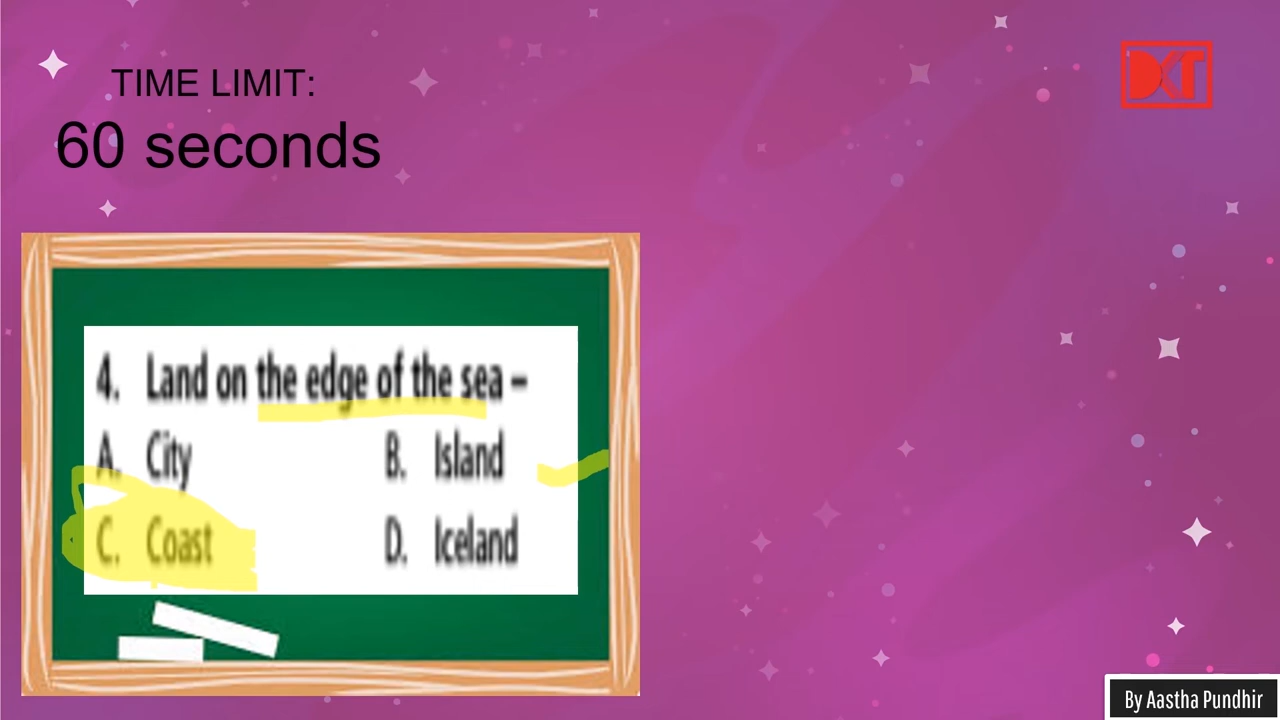 TIME LIMIT:
60 seconds
DKT
4. Land on the edge of the sea –
A. City B. Island
C. Coast D. Iceland
By Aastha Pundhir